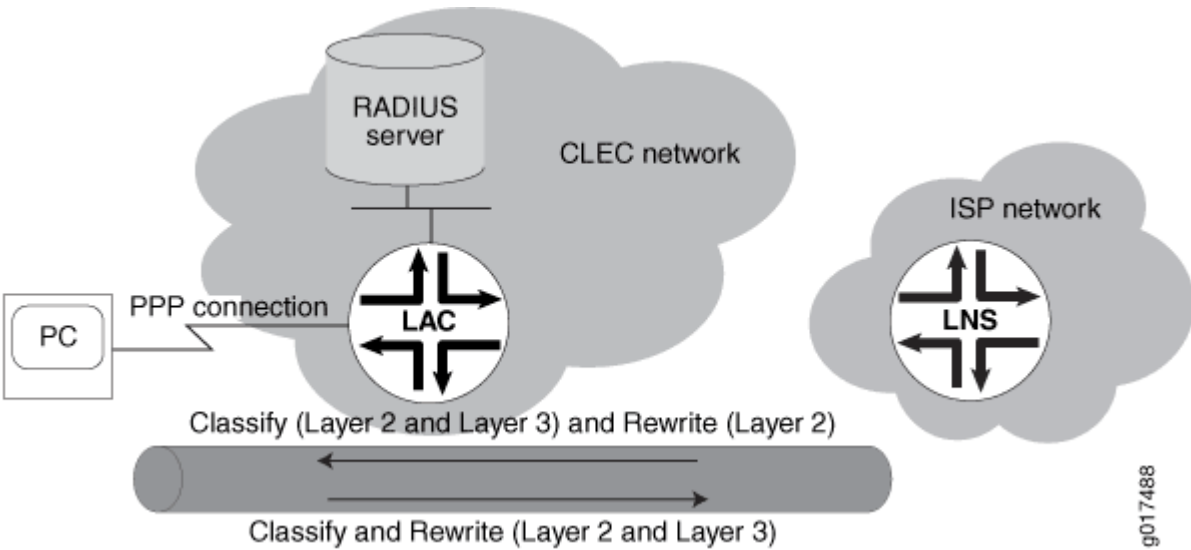 RADIUS
server
CLEC network
ISP network
PPP connection
PC
LAC
LNS
Classify (Layer 2 and Layer 3) and Rewrite (Layer 2)
Classify and Rewrite (Layer 2 and Layer 3)
g017488